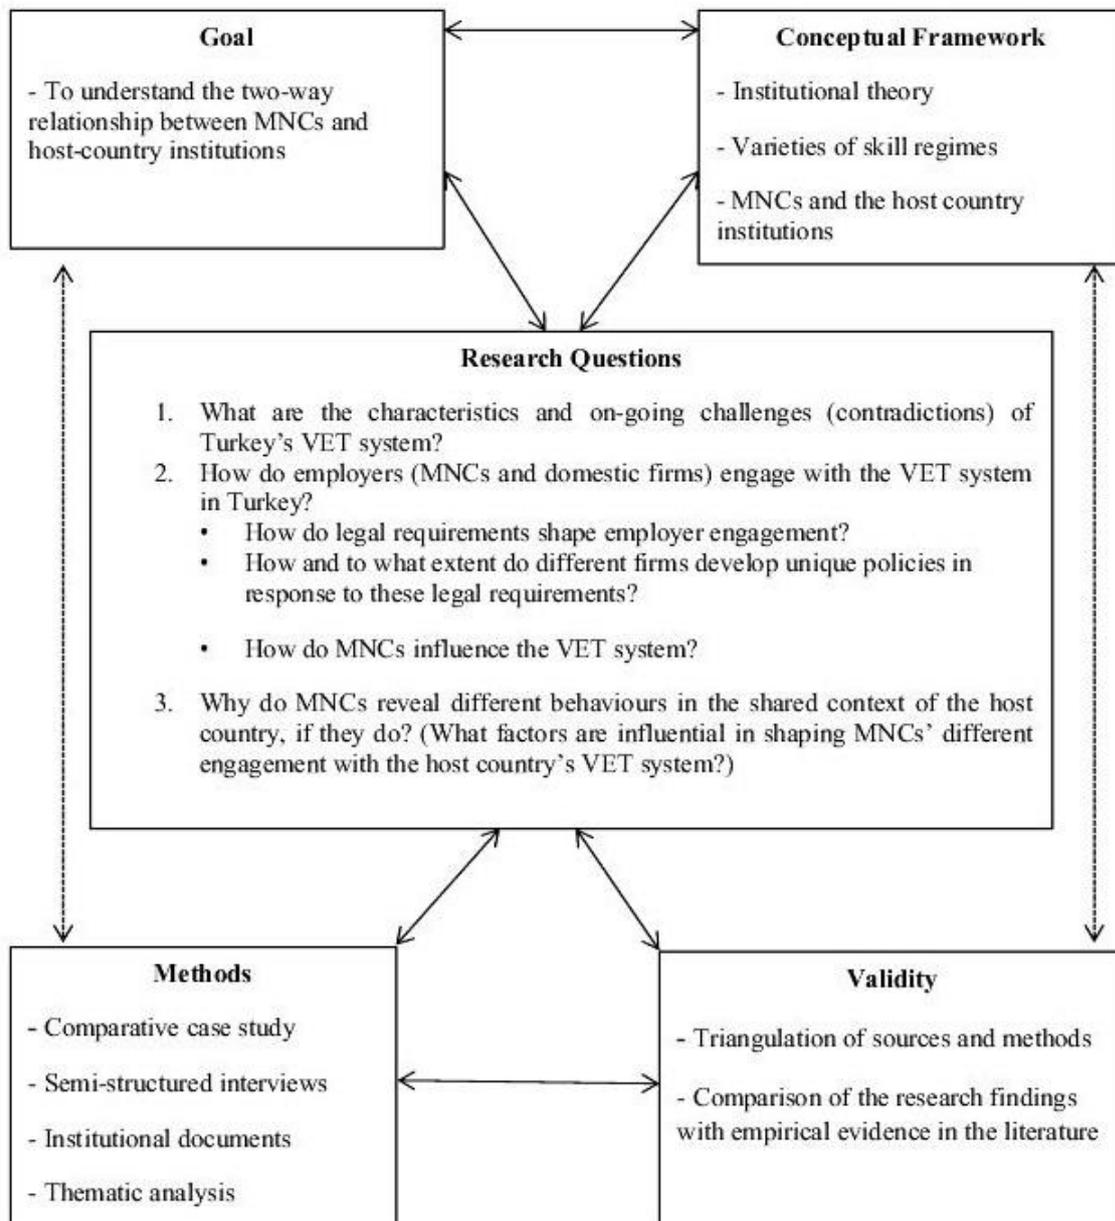 Goal
- To understand the two-way
relationship between MNCs and
host-country institutions
Conceptual Framework
- Institutional theory
- Varieties of skill regimes
- MNCs and the host country
institutions
Research Questions
1. What are the characteristics and on-going challenges (contradictions) of
Turkey's VET system?
2. How do employers (MNCs and domestic firms) engage with the VET system
in Turkey?
• How do legal requirements shape employer engagement?
• How and to what extent do different firms develop unique policies in
response to these legal requirements?
• How do MNCs influence the VET system?
3. Why do MNCs reveal different behaviours in the shared context of the host
country, if they do? (What factors are influential in shaping MNCs' different
engagement with the host country's VET system?)
Methods
- Comparative case study
- Semi-structured interviews
- Institutional documents
- Thematic analysis
Validity
- Triangulation of sources and methods
- Comparison of the research findings
with empirical evidence in the literature